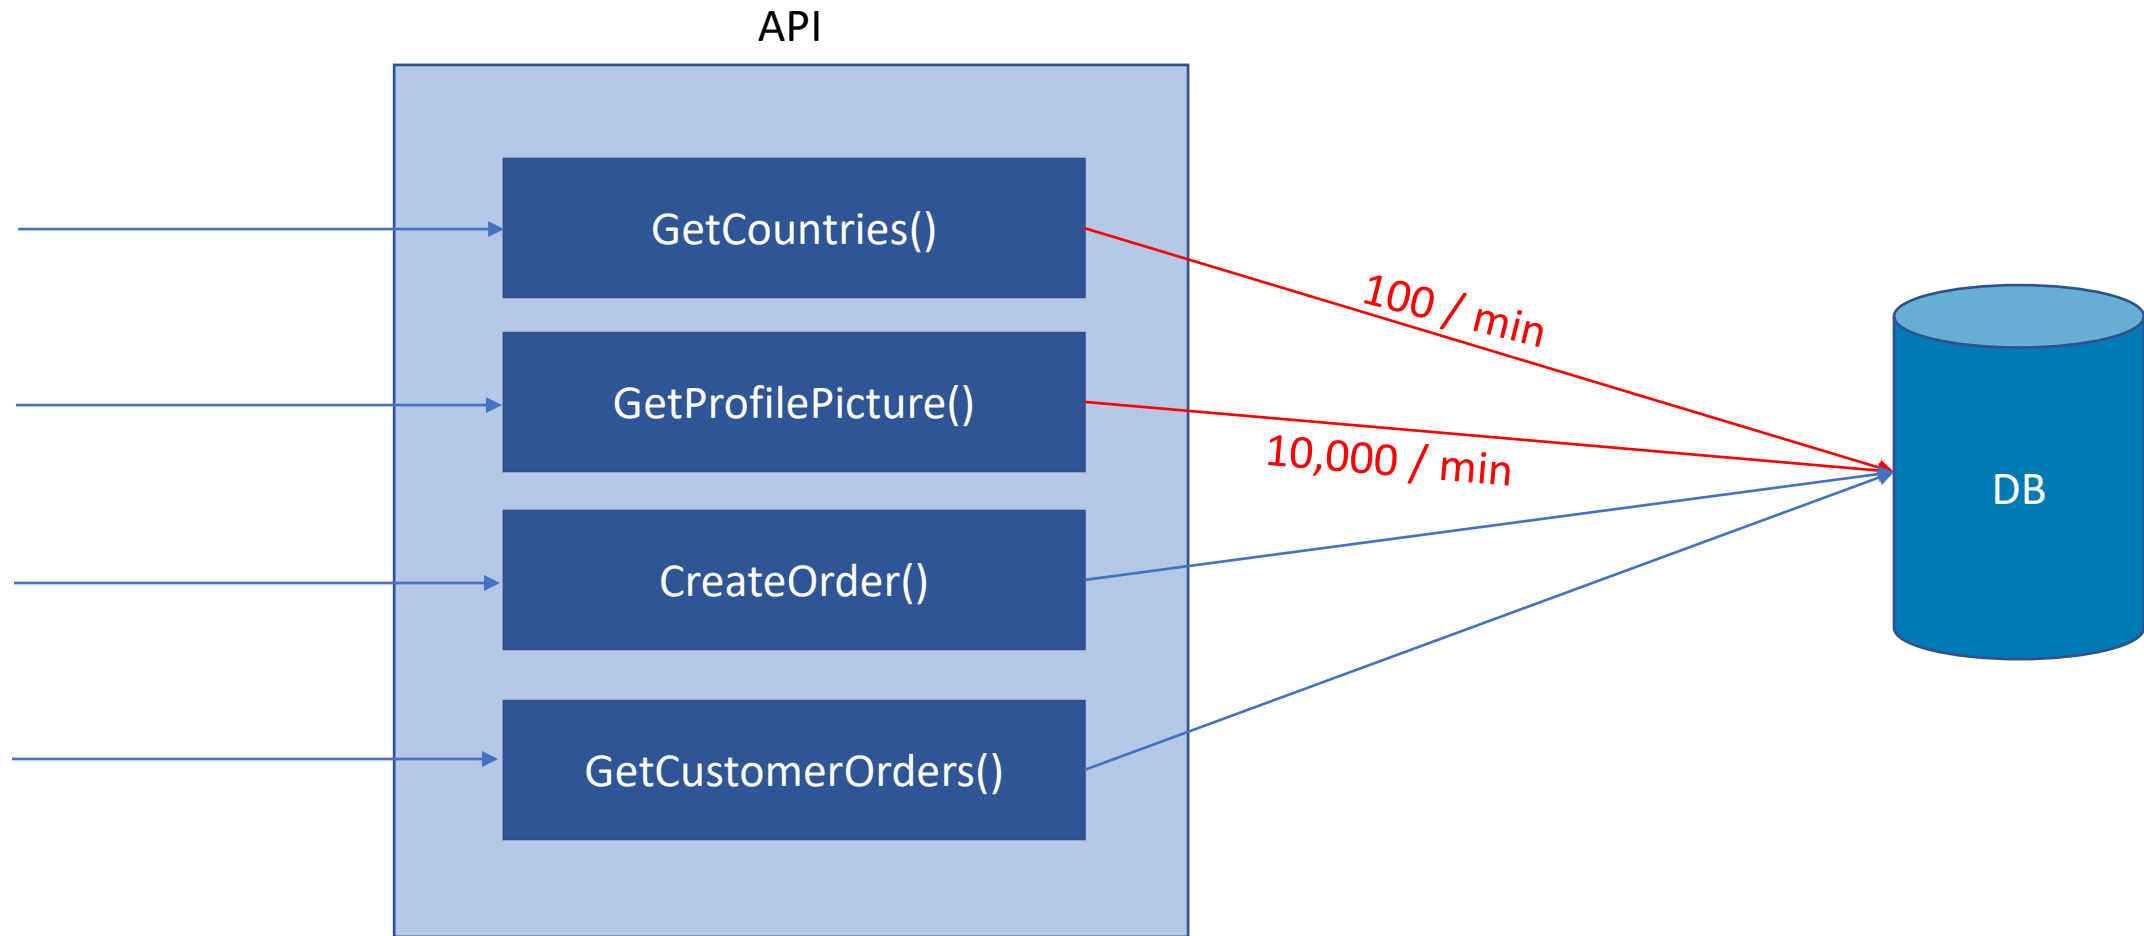 API
GetCountries()
100 / min
GetProfilePicture()
10,000 / min
DB
CreateOrder()
GetCustomerOrders()